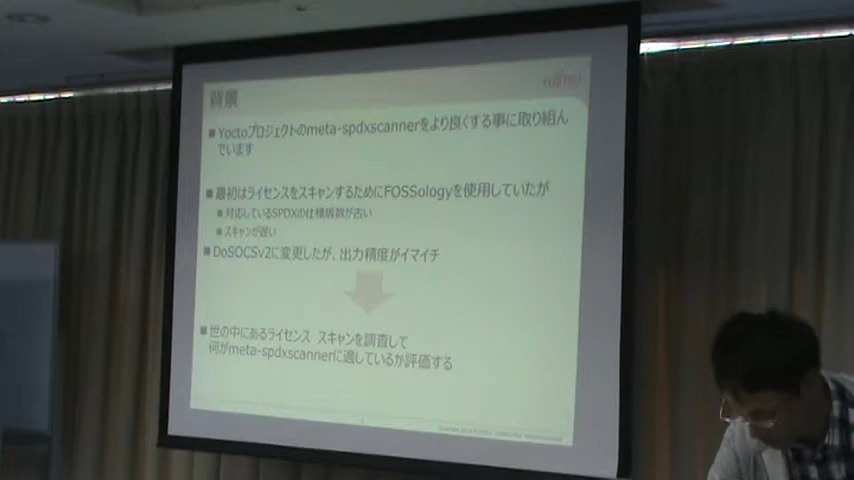 FUJITSU
背景
■ Yoctoプロジェクトのmeta-spdxscannerをより良くする事に取り組ん
でいます
■ 最初はライセンスをスキャンするためにFOSSologyを使用していたが
■ 対応しているSPDXの仕様版数が古い
■ スキャンが遅い
■ DoSOCSv2に変更したが、出力精度がイマイチ
■ 世の中にあるライセンス スキャンを調査して
何がmeta-spdxscannerに適しているか評価する